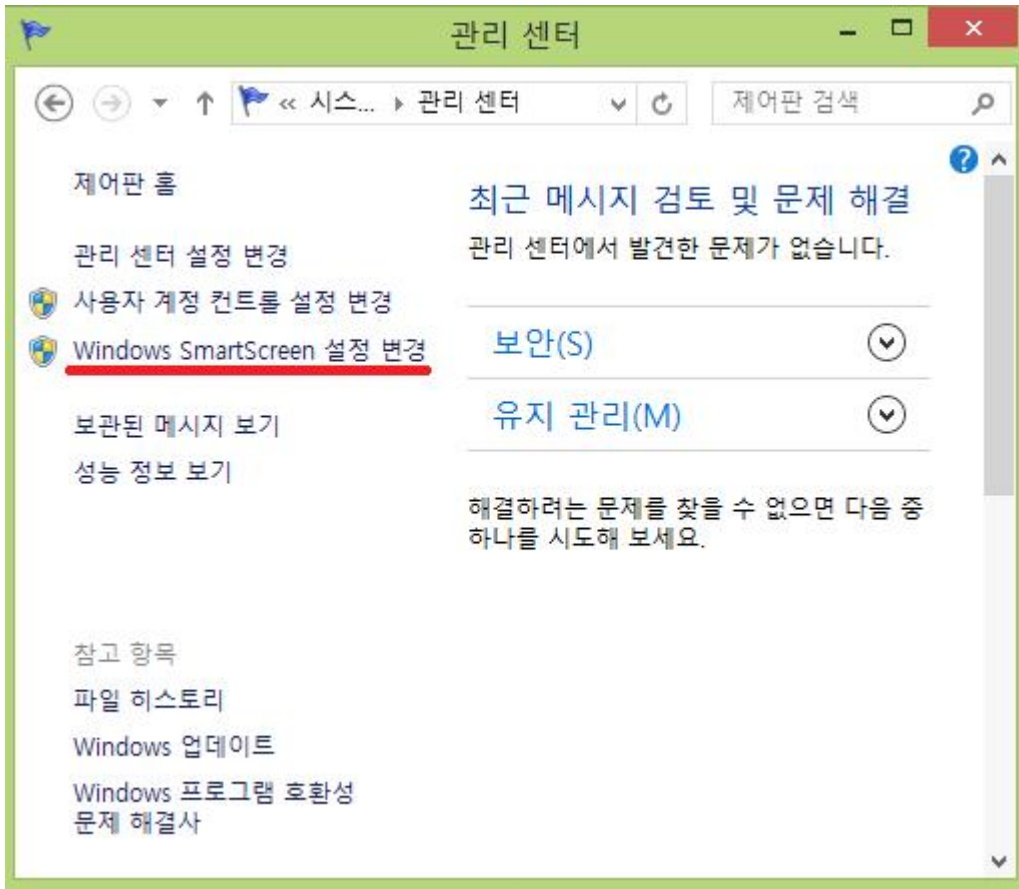 관리 센터
« 시스... ▸ 관리 센터
제어판 검색
제어판 홈
관리 센터 설정 변경
사용자 계정 컨트롤 설정 변경
Windows SmartScreen 설정 변경
보관된 메시지 보기
성능 정보 보기
참고 항목
파일 히스토리
Windows 업데이트
Windows 프로그램 호환성
문제 해결사
최근 메시지 검토 및 문제 해결
관리 센터에서 발견한 문제가 없습니다.
보안(S)
유지 관리(M)
해결하려는 문제를 찾을 수 없으면 다음 중
하나를 시도해 보세요.